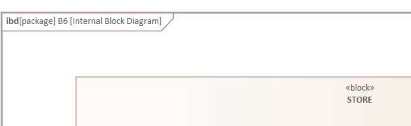 ibd[package] B6 [Internal Block Diagram]
«block»
STORE